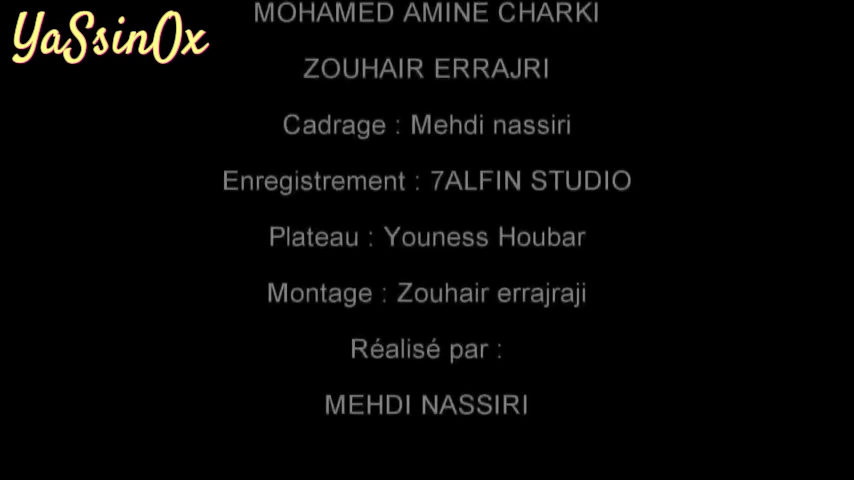 YaSsinOx
MOHAMED AMINE CHARKI
ZOUHAIR ERRAJRI
Cadrage : Mehdi nassiri
Enregistrement : 7ALFIN STUDIO
Plateau : Youness Houbar
Montage : Zouhair errajraji
Réalisé par :
MEHDI NASSIRI